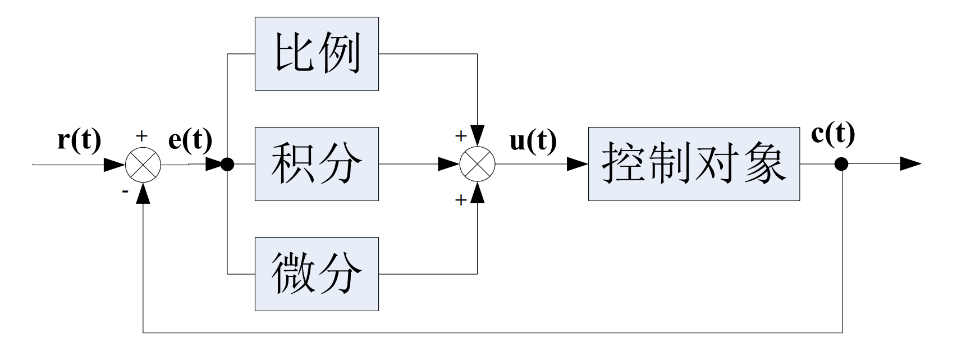 比例
+
r(t)
e(t)
+
积分
u(t)
控制对象
c(t)
-
+
微分